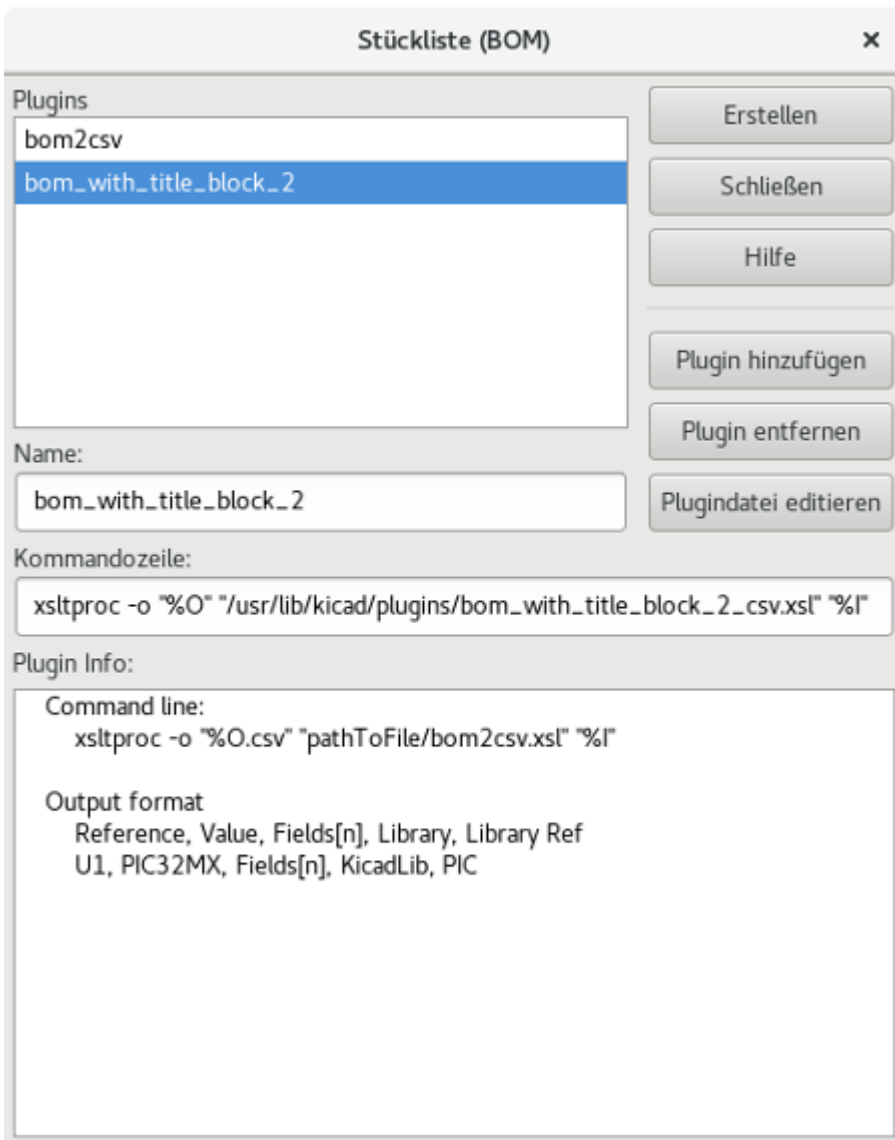 Stückliste (BOM)
Plugins
bom2csv
bom_with_title_block_2
Erstellen
Schließen
Hilfe
Plugin hinzufügen
Plugin entfernen
Plugindatei editieren
Name:
bom_with_title_block_2
Kommandozeile:
xsltproc -o "%O" "/usr/lib/kicad/plugins/bom_with_title_block_2_csv.xsl" "%I"
Plugin Info:
Command line:
xsltproc -o "%O.csv" "pathToFile/bom2csv.xsl" "%I"
Output format
Reference, Value, Fields[n], Library, Library Ref
U1, PIC32MX, Fields[n], KicadLib, PIC